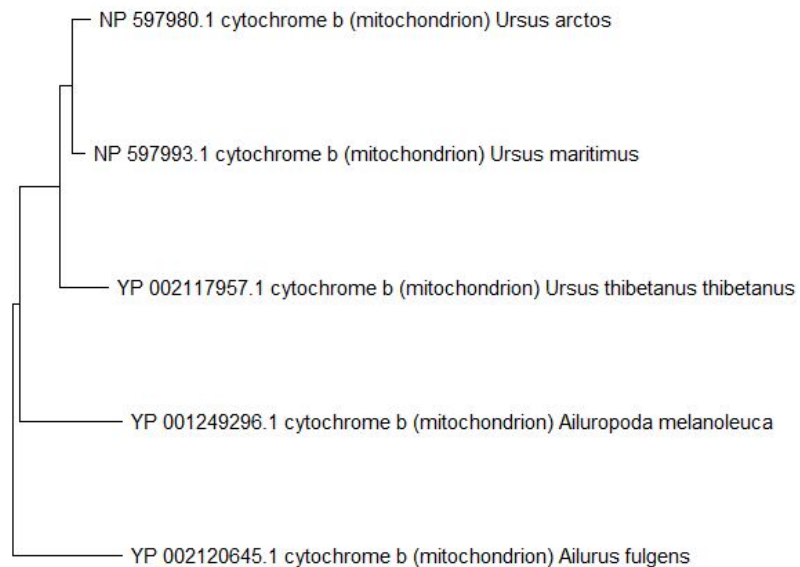 NP 597980.1 cytochrome b (mitochondrion) Ursus arctos
NP 597993.1 cytochrome b (mitochondrion) Ursus maritimus
YP 002117957.1 cytochrome b (mitochondrion) Ursus thibetanus thibetanus
YP 001249296.1 cytochrome b (mitochondrion) Ailuropoda melanoleuca
YP 002120645.1 cytochrome b (mitochondrion) Ailurus fulgens